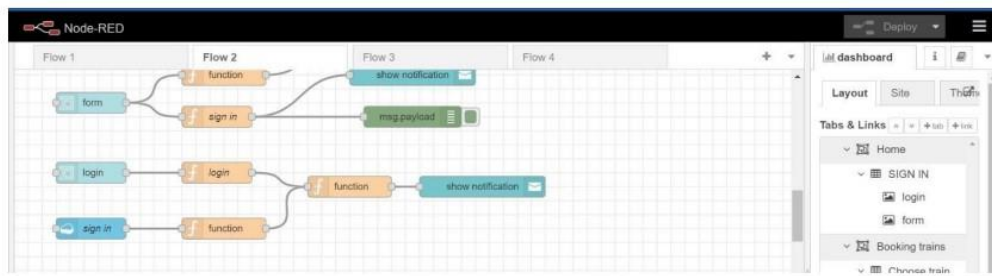 Node-RED
Deploy
Flow 1
Flow 2
Flow 3
Flow 4
dashboard
i
function
show notification
form
sign in
msg.payload
login
login
function
show notification
sign in
function
Layout
Site
Tabs & Links
+ tab
+ link
Home
SIGN IN
login
form
Booking trains
Choose train